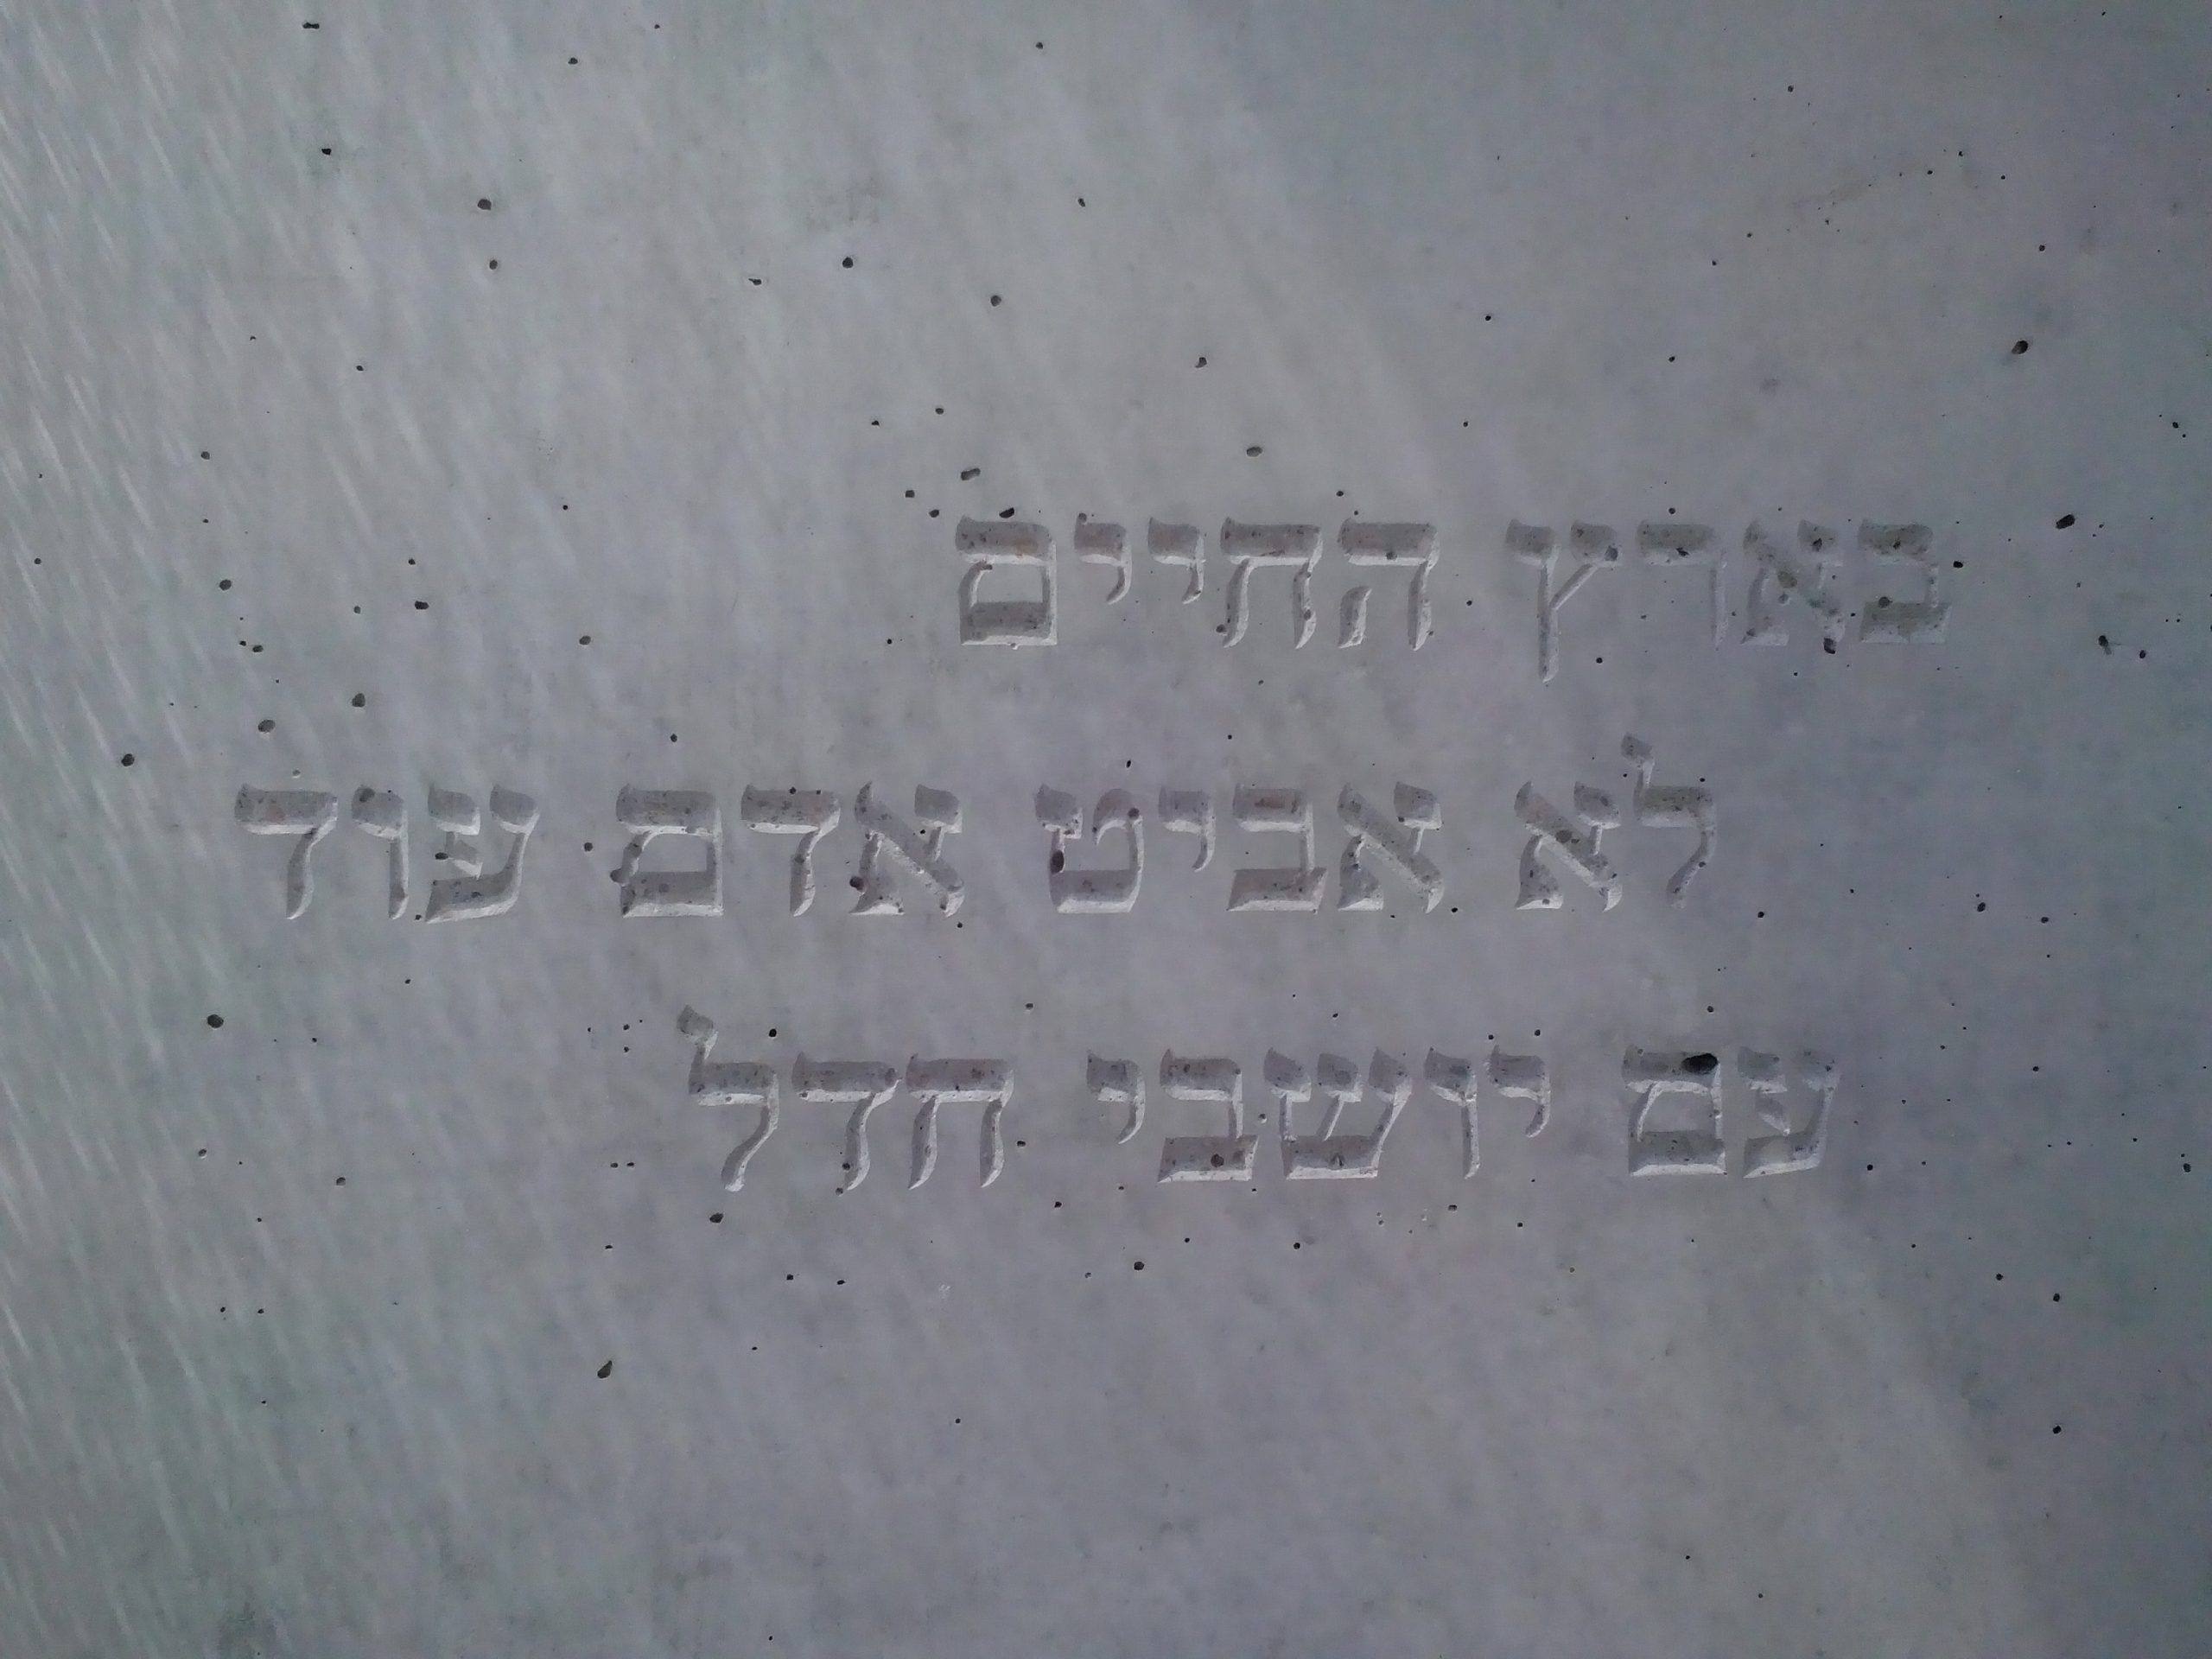 בארץ החיים
לא אביט אדם עוד
עם יושבי חדל